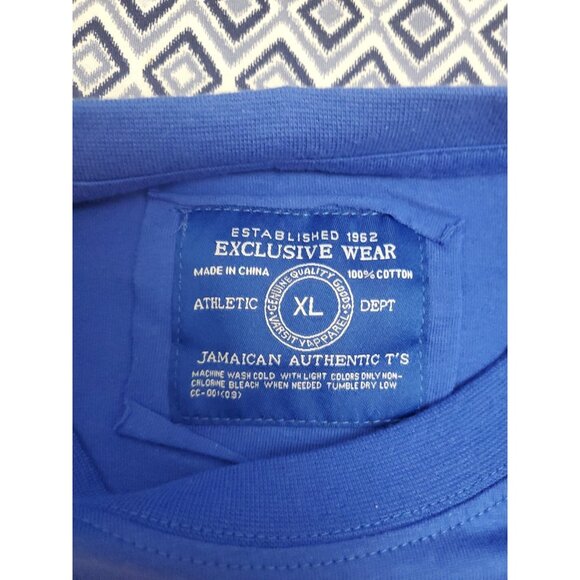 ESTABLISHED 1962
EXCLUSIVE WEAR
MADE IN CHINA 100% COTTON
GENUINE QUALITY GOODS
ATHLETIC XL DEPT
VARSITY APPAREL
JAMAICAN AUTHENTIC T'S
MACHINE WASH COLD WITH LIGHT COLORS ONLY NON-
CHLORINE BLEACH WHEN NEEDED TUMBLE DRY LOW
CC-001(09)